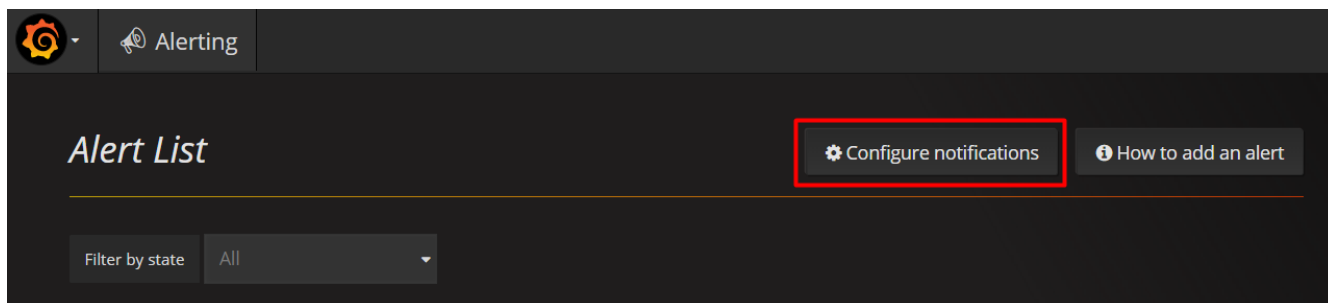 Alerting
Alert List
Configure notifications
How to add an alert
Filter by state
All